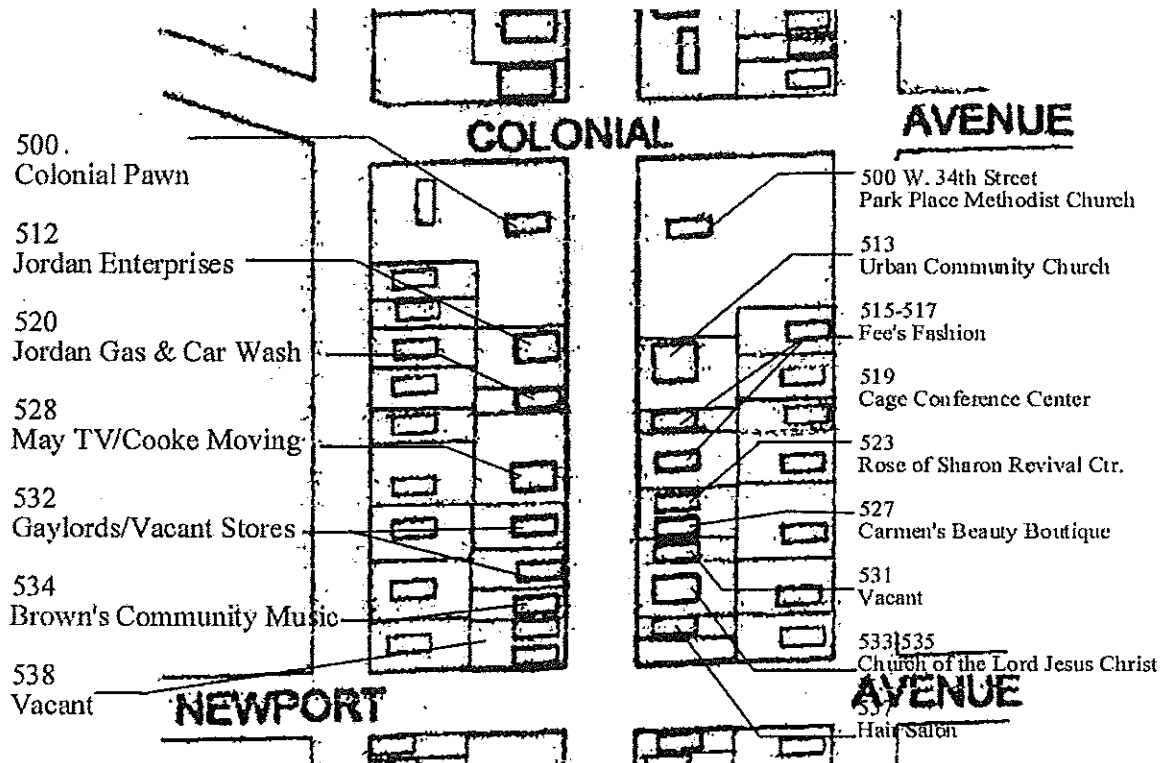 COLONIAL AVENUE
500.
Colonial Pawn
512
Jordan Enterprises
520
Jordan Gas & Car Wash
528
May TV/Cooke Moving
532
Gaylords/Vacant Stores
534
Brown's Community Music
538
Vacant
500 W. 34th Street
Park Place Methodist Church
513
Urban Community Church
515-517
Fee's Fashion
519
Cage Conference Center
523
Rose of Sharon Revival Ctr.
527
Carmen's Beauty Boutique
531
Vacant
533-535
Church of the Lord Jesus Christ
537
Hair Salon
NEWPORT AVENUE